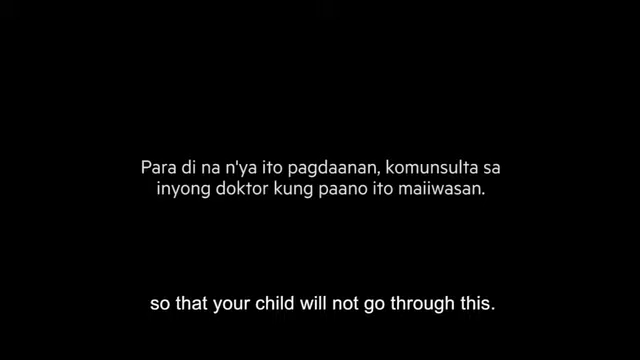 Para di na n'ya ito pagdaanan, komunsulta sa
inyong doktor kung paano ito maiiwasan.
so that your child will not go through this.